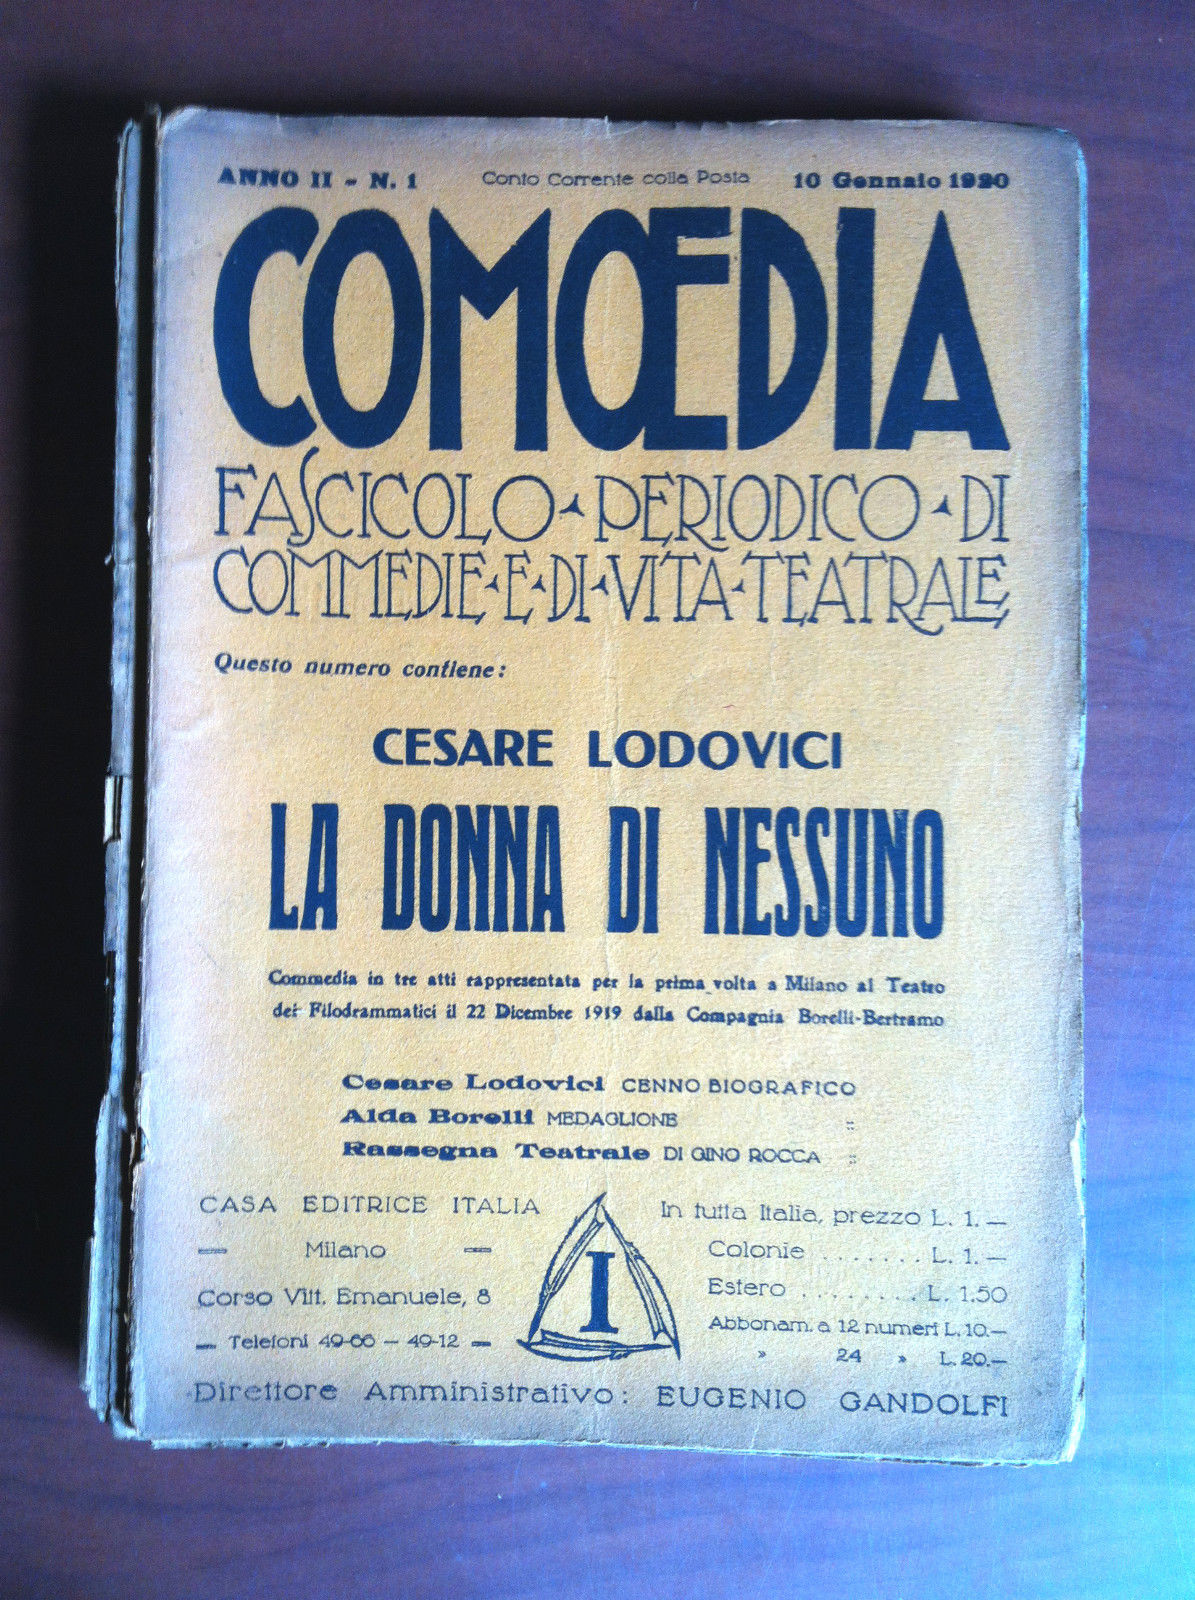 ANNO II - N. 1 Conto Corrente colla Posta 10 Gennaio 1920
COMŒDIA
FASCICOLO PERIODICO DI
COMMEDIE E DI VITA TEATRALE
Questo numero contiene:
CESARE LODOVICI
LA DONNA DI NESSUNO
Commedia in tre atti rappresentata per la prima volta a Milano al Teatro
dei Filodrammatici il 22 Dicembre 1919 dalla Compagnia Borelli-Bertramo
Cesare Lodovici CENNO BIOGRAFICO
Alda Borelli MEDAGLIONE ::
Rassegna Teatrale DI GINO ROCCA ::
CASA EDITRICE ITALIA
— Milano —
Corso Vitt. Emanuele, 8
— Telefoni 49-66 — 49-12 —
I
In tutta Italia, prezzo L. 1.—
Colonie ....... L. 1.—
Estero ........ L. 1.50
Abbonam. a 12 numeri L. 10.—
» 24 » L. 20.—
Direttore Amministrativo: EUGENIO GANDOLFI